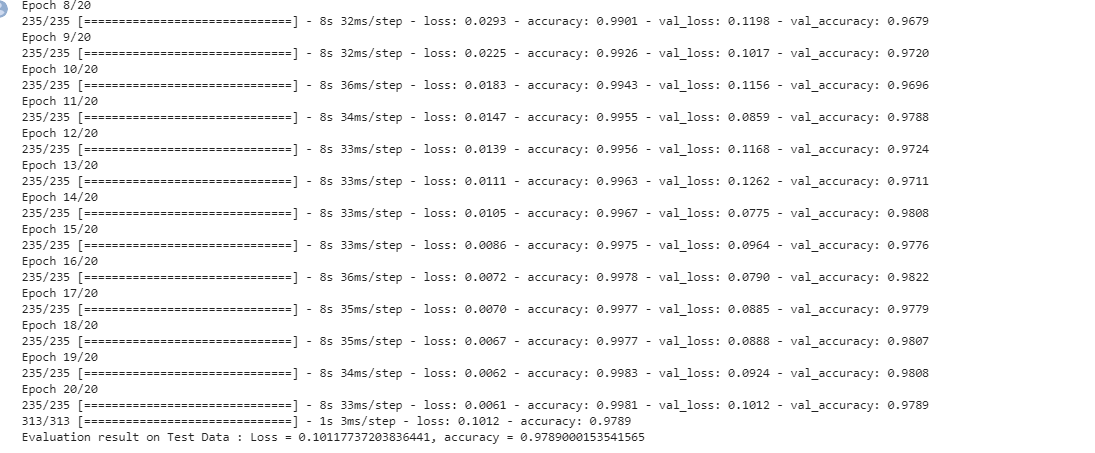 Epoch 8/20
235/235 [==============================] - 8s 32ms/step - loss: 0.0293 - accuracy: 0.9901 - val_loss: 0.1198 - val_accuracy: 0.9679
Epoch 9/20
235/235 [==============================] - 8s 32ms/step - loss: 0.0225 - accuracy: 0.9926 - val_loss: 0.1017 - val_accuracy: 0.9720
Epoch 10/20
235/235 [==============================] - 8s 36ms/step - loss: 0.0183 - accuracy: 0.9943 - val_loss: 0.1156 - val_accuracy: 0.9696
Epoch 11/20
235/235 [==============================] - 8s 34ms/step - loss: 0.0147 - accuracy: 0.9955 - val_loss: 0.0859 - val_accuracy: 0.9788
Epoch 12/20
235/235 [==============================] - 8s 33ms/step - loss: 0.0139 - accuracy: 0.9956 - val_loss: 0.1168 - val_accuracy: 0.9724
Epoch 13/20
235/235 [==============================] - 8s 33ms/step - loss: 0.0111 - accuracy: 0.9963 - val_loss: 0.1262 - val_accuracy: 0.9711
Epoch 14/20
235/235 [==============================] - 8s 33ms/step - loss: 0.0105 - accuracy: 0.9967 - val_loss: 0.0775 - val_accuracy: 0.9808
Epoch 15/20
235/235 [==============================] - 8s 33ms/step - loss: 0.0086 - accuracy: 0.9975 - val_loss: 0.0964 - val_accuracy: 0.9776
Epoch 16/20
235/235 [==============================] - 8s 36ms/step - loss: 0.0072 - accuracy: 0.9978 - val_loss: 0.0790 - val_accuracy: 0.9822
Epoch 17/20
235/235 [==============================] - 8s 35ms/step - loss: 0.0070 - accuracy: 0.9977 - val_loss: 0.0885 - val_accuracy: 0.9779
Epoch 18/20
235/235 [==============================] - 8s 35ms/step - loss: 0.0067 - accuracy: 0.9977 - val_loss: 0.0888 - val_accuracy: 0.9807
Epoch 19/20
235/235 [==============================] - 8s 34ms/step - loss: 0.0062 - accuracy: 0.9983 - val_loss: 0.0924 - val_accuracy: 0.9808
Epoch 20/20
235/235 [==============================] - 8s 33ms/step - loss: 0.0061 - accuracy: 0.9981 - val_loss: 0.1012 - val_accuracy: 0.9789
313/313 [==============================] - 1s 3ms/step - loss: 0.1012 - accuracy: 0.9789
Evaluation result on Test Data : Loss = 0.10117737203836441, accuracy = 0.9789000153541565